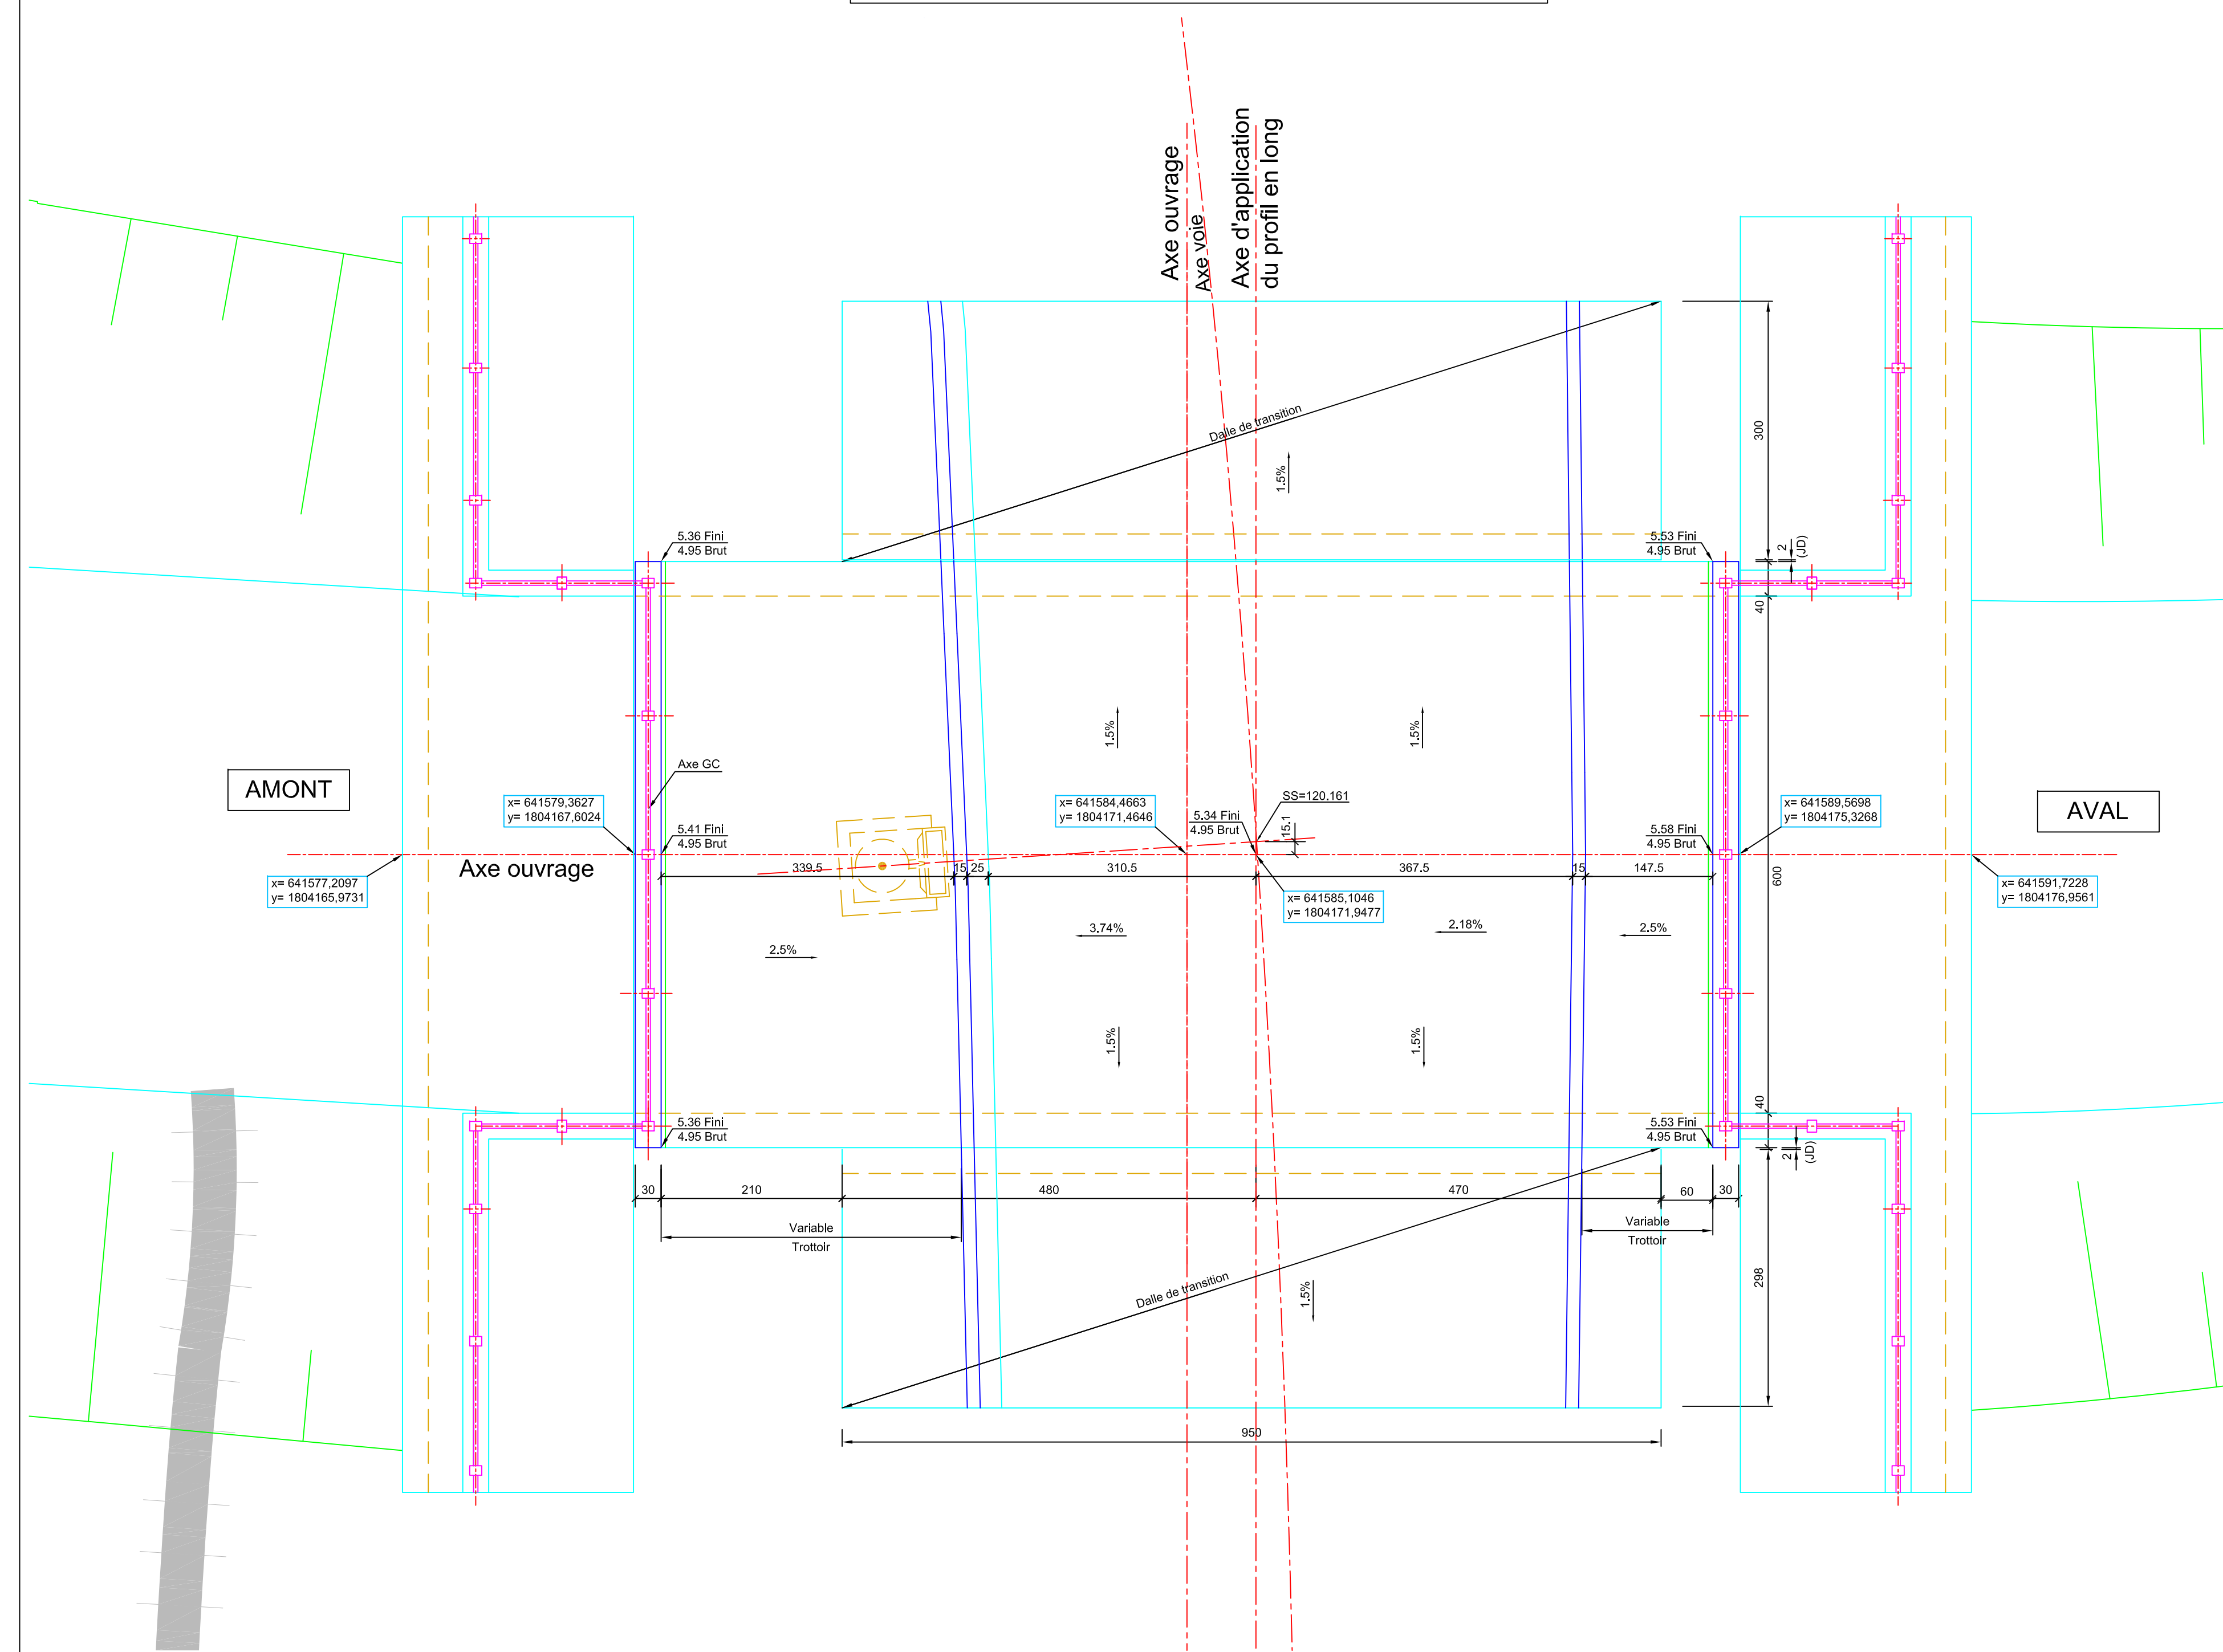 Axe ouvrage
Axe voie
Axe d'application
du profil en long
Dalle de transition
1.5%
300
5.36 Fini
4.95 Brut
5.53 Fini
4.95 Brut
2
(JD)
40
1.5%
1.5%
AMONT
Axe GC
x= 641579,3627
y= 1804167,6024
x= 641584,4663
y= 1804171,4646
SS=120.161
5.34 Fini
4.95 Brut
15.1
x= 641589,5698
y= 1804175,3268
AVAL
5.41 Fini
4.95 Brut
5.58 Fini
4.95 Brut
Axe ouvrage
339.5
15
25
310.5
367.5
15
147.5
600
x= 641577,2097
y= 1804165,9731
x= 641585,1046
y= 1804171,9477
x= 641591,7228
y= 1804176,9561
2.5%
3.74%
2.18%
2.5%
1.5%
1.5%
40
5.36 Fini
4.95 Brut
5.53 Fini
4.95 Brut
2
(JD)
30
210
480
470
60
30
Variable
Trottoir
Variable
Trottoir
Dalle de transition
1.5%
298
950